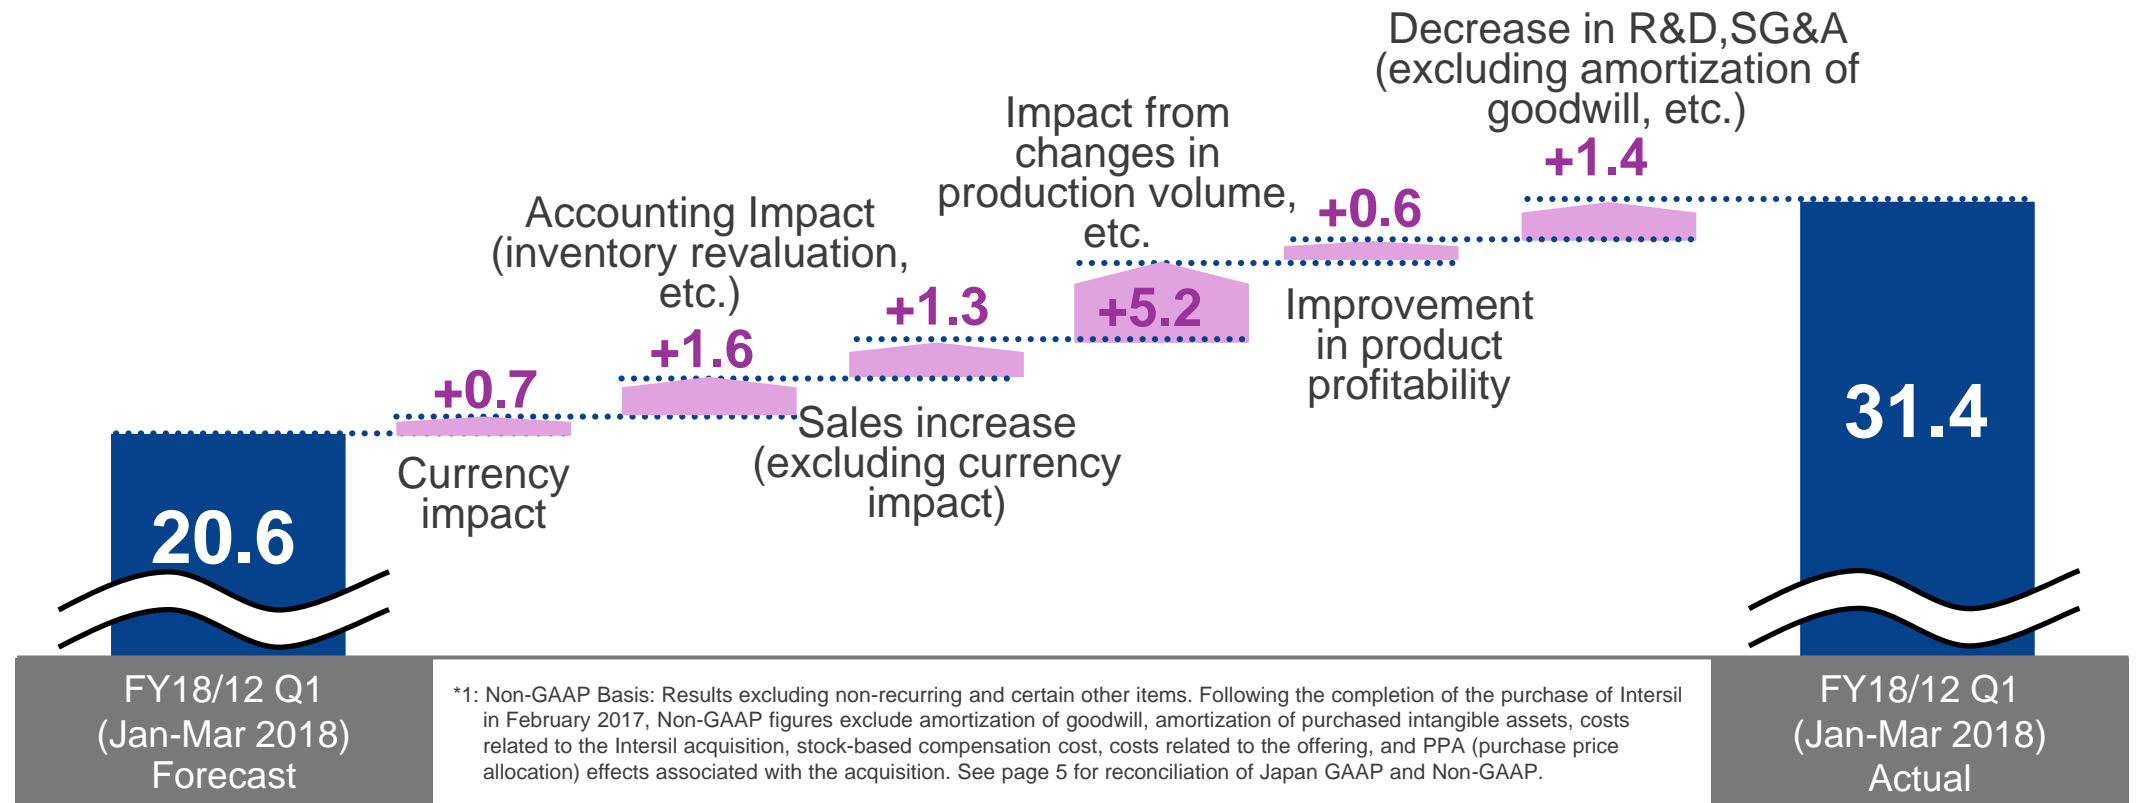 Decrease in R&D,SG&A
(excluding amortization of
goodwill, etc.)
+1.4
Impact from
changes in
production volume,
etc.
+5.2
+0.6
Improvement
in product
profitability
Accounting Impact
(inventory revaluation,
etc.)
+1.6
+1.3
Sales increase
(excluding currency
impact)
+0.7
Currency
impact
20.6
31.4
FY18/12 Q1
(Jan-Mar 2018)
Forecast
*1: Non-GAAP Basis: Results excluding non-recurring and certain other items. Following the completion of the purchase of Intersil
in February 2017, Non-GAAP figures exclude amortization of goodwill, amortization of purchased intangible assets, costs
related to the Intersil acquisition, stock-based compensation cost, costs related to the offering, and PPA (purchase price
allocation) effects associated with the acquisition. See page 5 for reconciliation of Japan GAAP and Non-GAAP.
FY18/12 Q1
(Jan-Mar 2018)
Actual